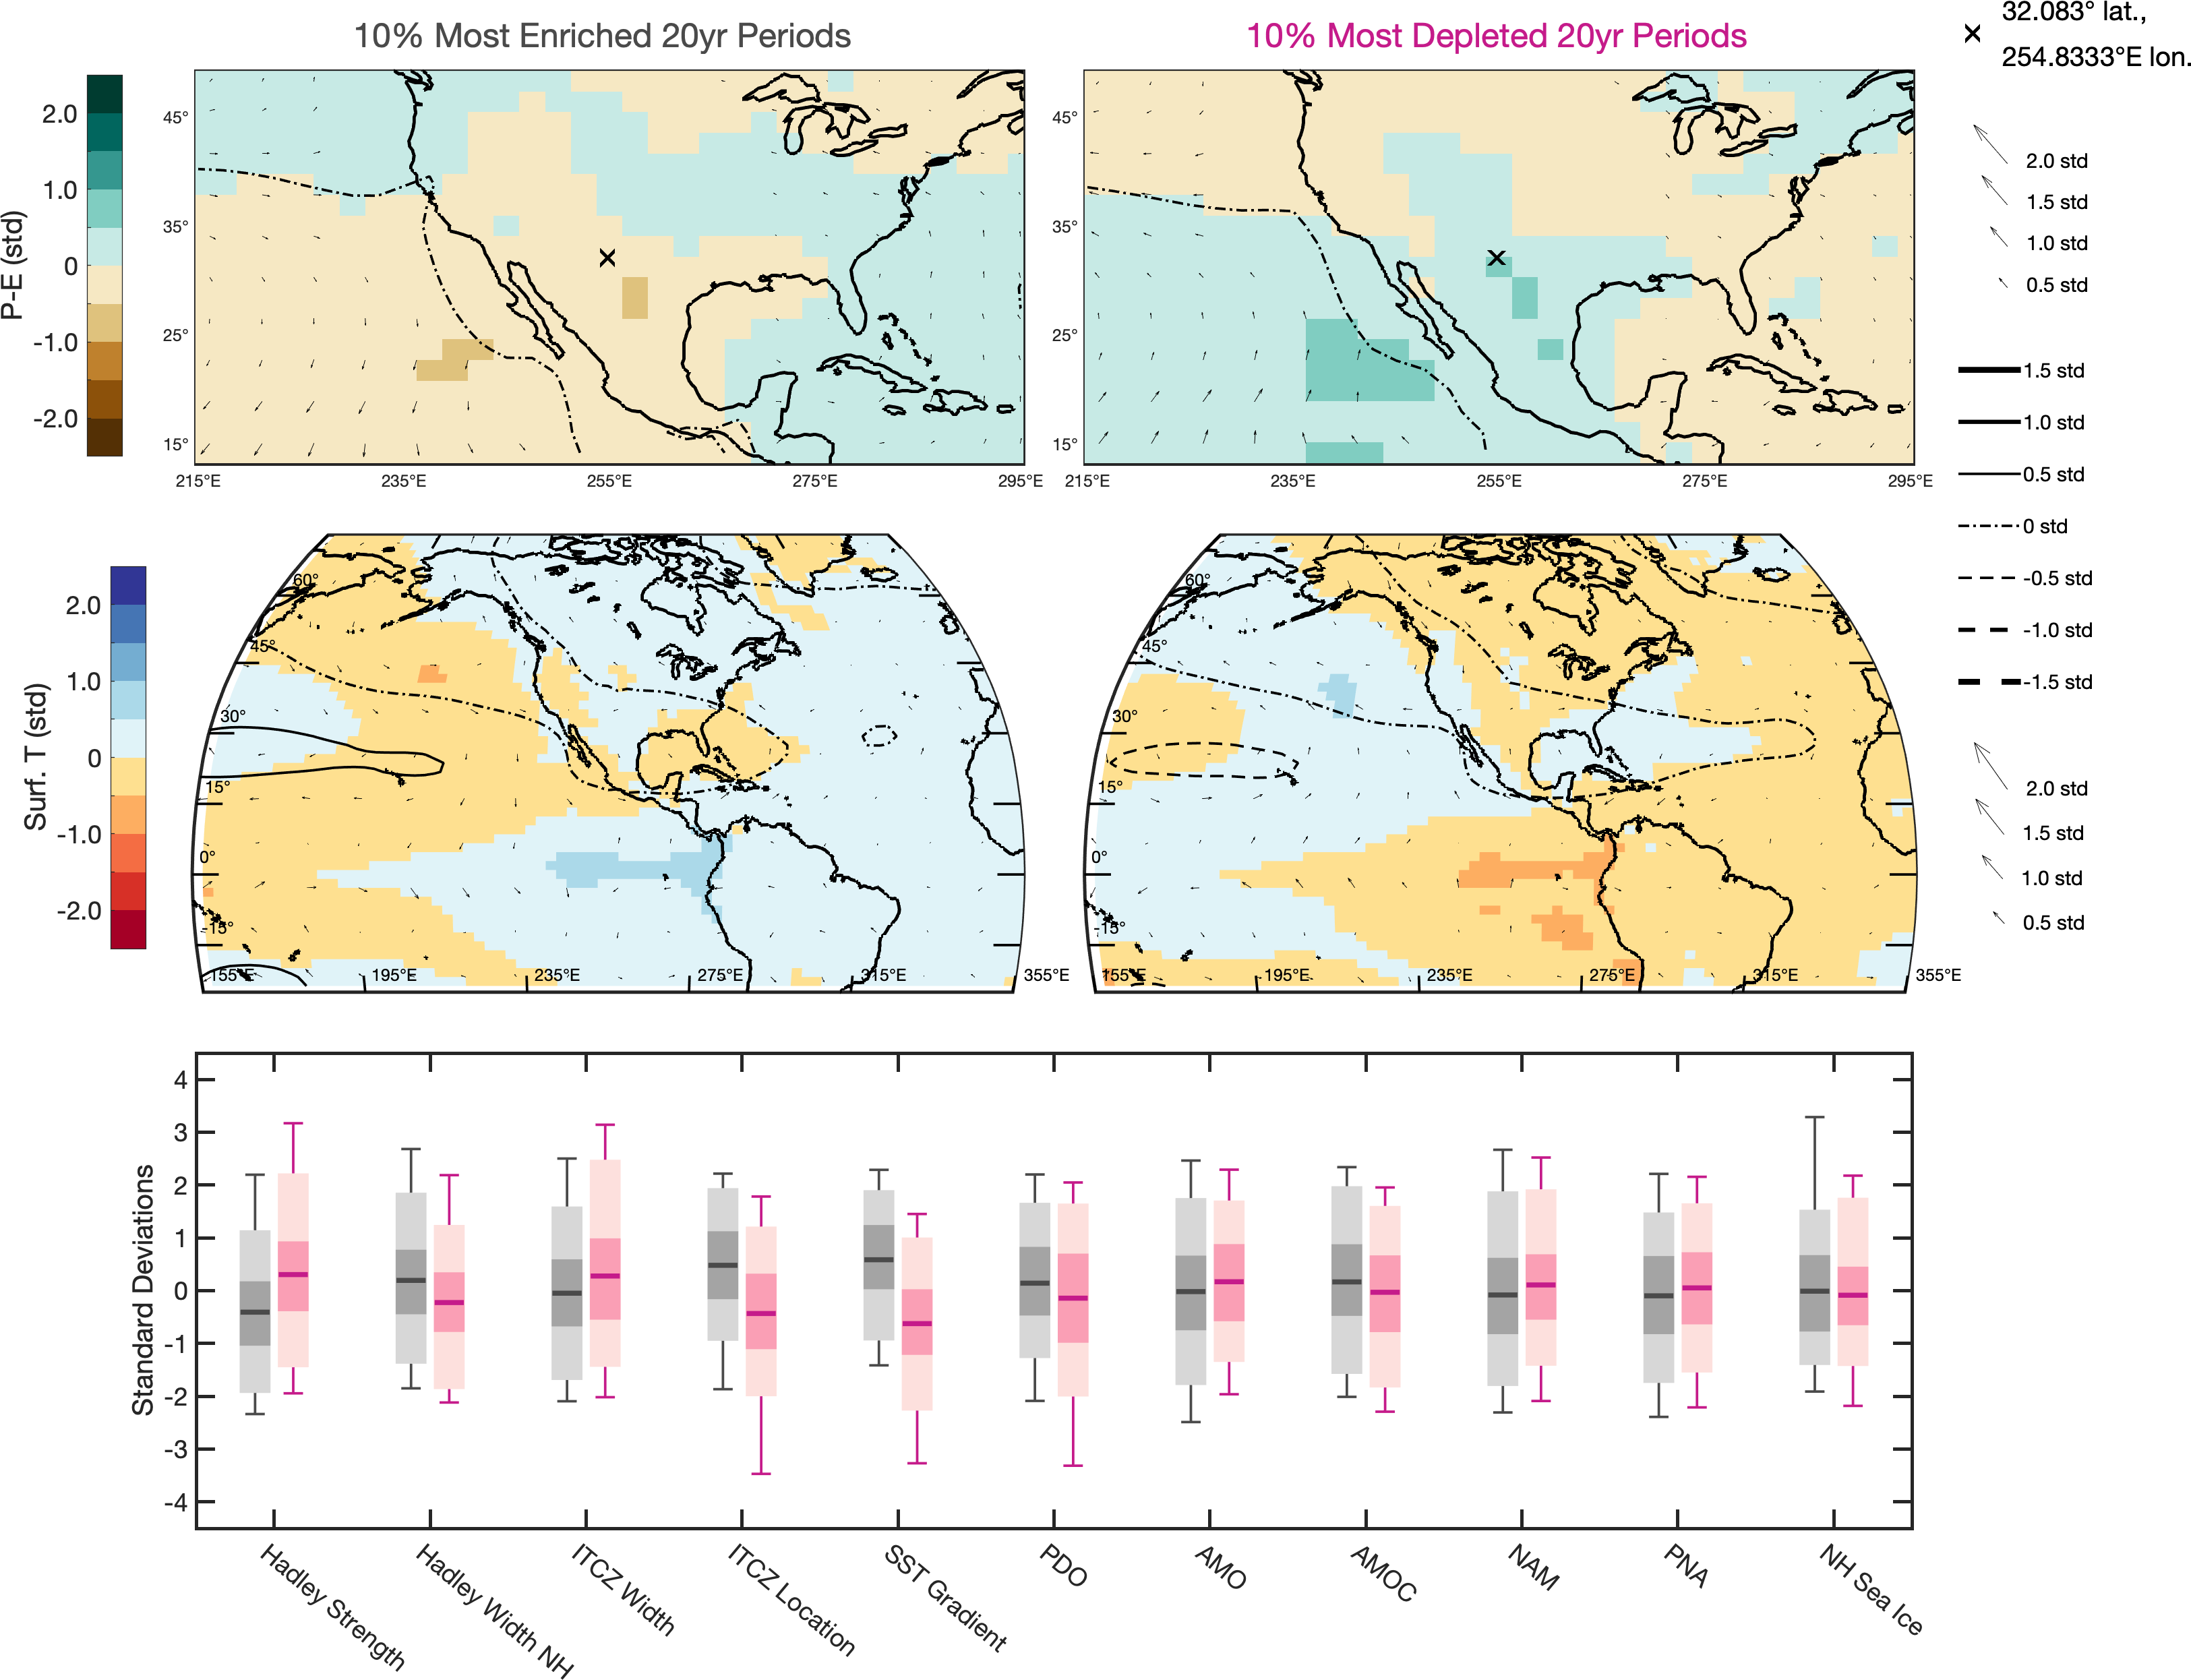 10% Most Enriched 20yr Periods
10% Most Depleted 20yr Periods
32.083° lat.,
254.8333°E lon.
P-E (std)
2.0
1.0
0
-1.0
-2.0
45°
35°
25°
15°
215°E
235°E
255°E
275°E
295°E
45°
35°
25°
15°
215°E
235°E
255°E
275°E
295°E
2.0 std
1.5 std
1.0 std
0.5 std
1.5 std
1.0 std
0.5 std
0 std
-0.5 std
-1.0 std
-1.5 std
Surf. T (std)
2.0
1.0
0
-1.0
-2.0
60°
45°
30°
15°
0°
-15°
155°E
195°E
235°E
275°E
315°E
355°E
60°
45°
30°
15°
0°
-15°
155°E
195°E
235°E
275°E
315°E
355°E
2.0 std
1.5 std
1.0 std
0.5 std
Standard Deviations
4
3
2
1
0
-1
-2
-3
-4
Hadley Strength
Hadley Width NH
ITCZ Width
ITCZ Location
SST Gradient
PDO
AMO
AMOC
NAM
PNA
NH Sea Ice